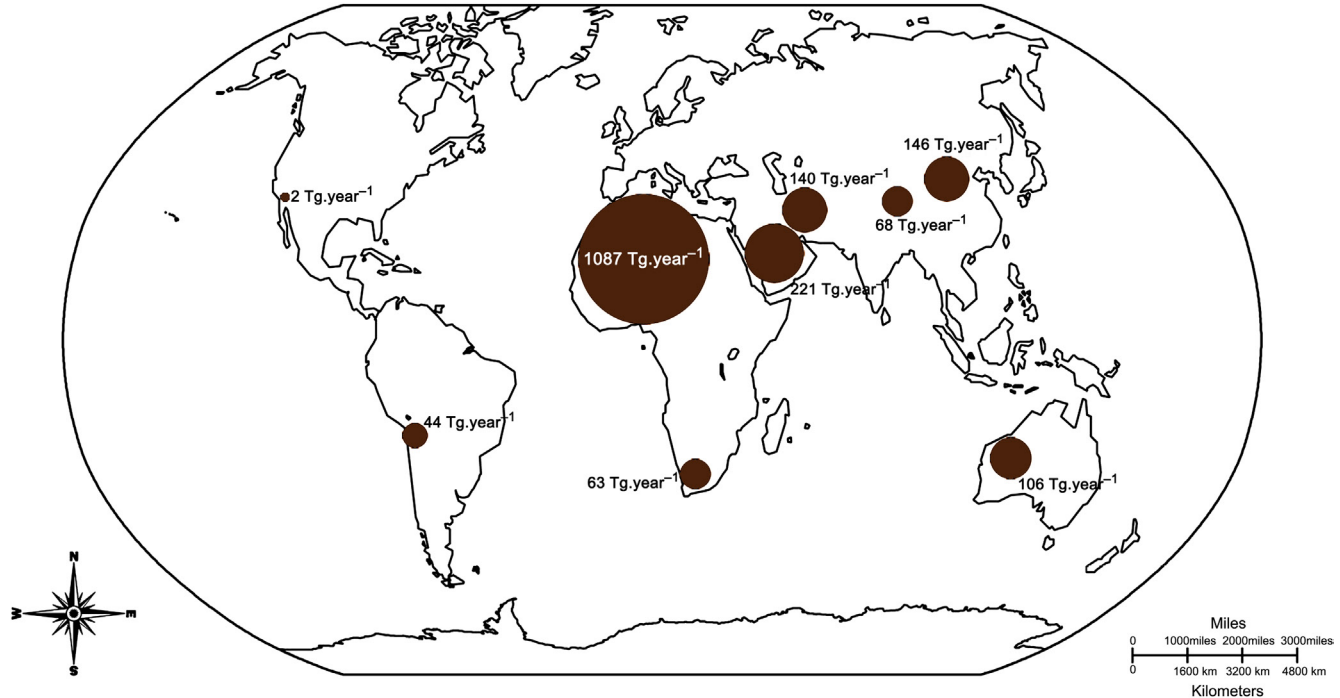 146 Tg.year⁻¹
140 Tg.year⁻¹
2 Tg.year⁻¹
68 Tg.year⁻¹
1087 Tg.year⁻¹
221 Tg.year⁻¹
44 Tg.year⁻¹
63 Tg.year⁻¹
106 Tg.year⁻¹
N
W
E
S
Miles
0 1000miles 2000miles 3000miles
0 1600 km 3200 km 4800 km
Kilometers